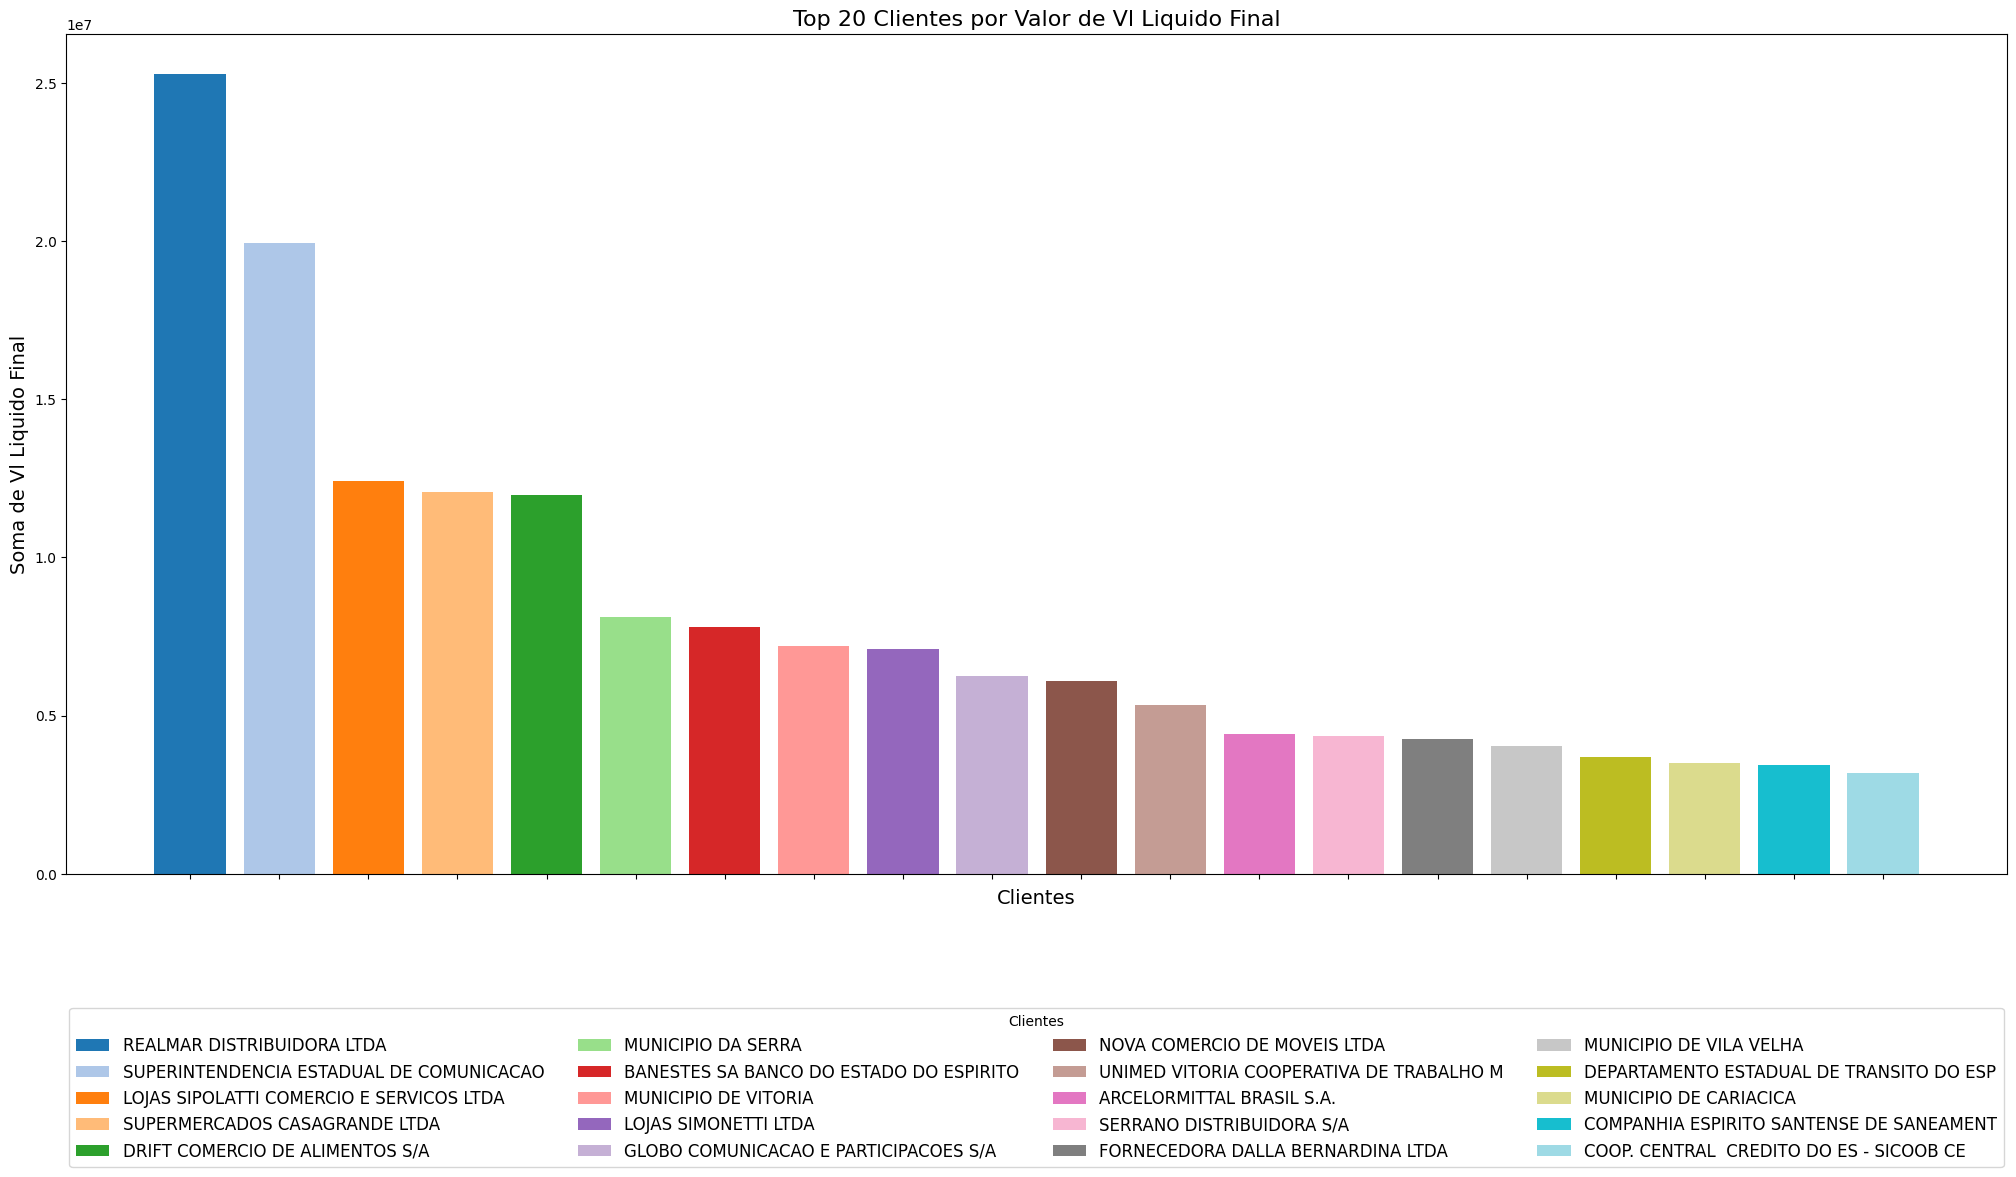 Top 20 Clientes por Valor de Vl Liquido Final
1e7
2.5
2.0
1.5
1.0
0.5
0.0
Soma de Vl Liquido Final
Clientes
Clientes
REALMAR DISTRIBUIDORA LTDA
SUPERINTENDENCIA ESTADUAL DE COMUNICACAO
LOJAS SIPOLATTI COMERCIO E SERVICOS LTDA
SUPERMERCADOS CASAGRANDE LTDA
DRIFT COMERCIO DE ALIMENTOS S/A
MUNICIPIO DA SERRA
BANESTES SA BANCO DO ESTADO DO ESPIRITO
MUNICIPIO DE VITORIA
LOJAS SIMONETTI LTDA
GLOBO COMUNICACAO E PARTICIPACOES S/A
NOVA COMERCIO DE MOVEIS LTDA
UNIMED VITORIA COOPERATIVA DE TRABALHO M
ARCELORMITTAL BRASIL S.A.
SERRANO DISTRIBUIDORA S/A
FORNECEDORA DALLA BERNARDINA LTDA
MUNICIPIO DE VILA VELHA
DEPARTAMENTO ESTADUAL DE TRANSITO DO ESP
MUNICIPIO DE CARIACICA
COMPANHIA ESPIRITO SANTENSE DE SANEAMENT
COOP. CENTRAL  CREDITO DO ES - SICOOB CE